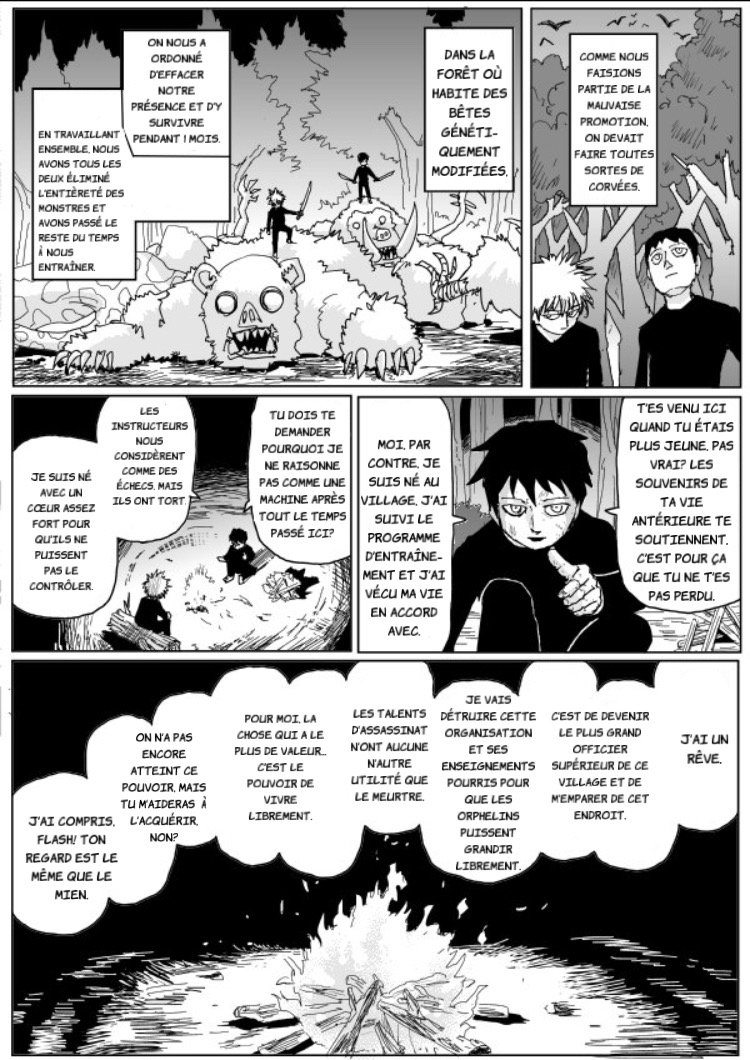 COMME NOUS
FAISIONS
PARTIE DE LA
MAUVAISE
PROMOTION,
ON DEVAIT
FAIRE TOUTES
SORTES DE
CORVÉES.
DANS LA
FORÊT OÙ
HABITE DES
BÊTES
GÉNÉTI-
QUEMENT
MODIFIÉES,
ON NOUS A
ORDONNÉ
D'EFFACER
NOTRE
PRÉSENCE ET D'Y
SURVIVRE
PENDANT 1 MOIS.
EN TRAVAILLANT
ENSEMBLE, NOUS
AVONS TOUS LES
DEUX ÉLIMINÉ
L'ENTIÈRETÉ DES
MONSTRES ET
AVONS PASSÉ LE
RESTE DU TEMPS
À NOUS
ENTRAÎNER.
T'ES VENU ICI
QUAND TU ÉTAIS
PLUS JEUNE, PAS
VRAI? LES
SOUVENIRS DE
TA VIE
ANTÉRIEURE TE
SOUTIENNENT.
C'EST POUR ÇA
QUE TU NE T'ES
PAS PERDU.
MOI, PAR
CONTRE, JE
SUIS NÉ AU
VILLAGE, J'AI
SUIVI LE
PROGRAMME
D'ENTRAÎNE-
MENT ET J'AI
VÉCU MA VIE
EN ACCORD
AVEC.
TU DOIS TE
DEMANDER
POURQUOI JE
NE RAISONNE
PAS COMME UNE
MACHINE APRÈS
TOUT LE TEMPS
PASSÉ ICI?
LES
INSTRUCTEURS
NOUS
CONSIDÈRENT
COMME DES
ÉCHECS, MAIS
ILS ONT TORT.
JE SUIS NÉ
AVEC UN
CŒUR ASSEZ
FORT POUR
QU'ILS NE
PUISSENT
PAS LE
CONTRÔLER.
J'AI UN
RÊVE.
C'EST DE DEVENIR
LE PLUS GRAND
OFFICIER
SUPÉRIEUR DE CE
VILLAGE ET DE
M'EMPARER DE CET
ENDROIT.
JE VAIS
DÉTRUIRE CETTE
ORGANISATION
ET SES
ENSEIGNEMENTS
POURRIS POUR
QUE LES
ORPHELINS
PUISSENT
GRANDIR
LIBREMENT.
LES TALENTS
D'ASSASSINAT
N'ONT AUCUNE
N'AUTRE
UTILITÉ QUE
LE MEURTRE.
POUR MOI, LA
CHOSE QUI A LE
PLUS DE VALEUR...
C'EST LE
POUVOIR DE
VIVRE
LIBREMENT.
ON N'A PAS
ENCORE
ATTEINT CE
POUVOIR, MAIS
TU M'AIDERAS À
L'ACQUÉRIR,
NON?
J'AI COMPRIS,
FLASH! TON
REGARD EST LE
MÊME QUE LE
MIEN.